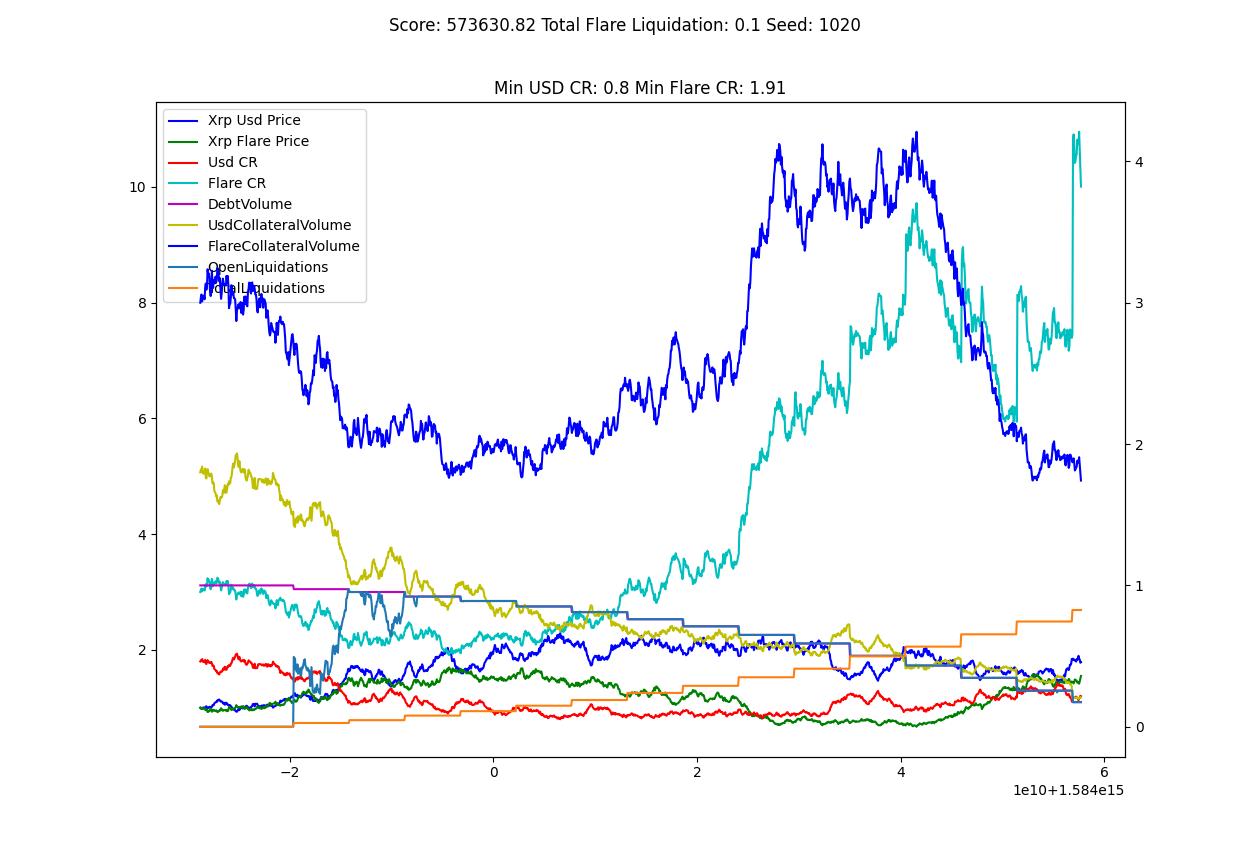 Score: 573630.82 Total Flare Liquidation: 0.1 Seed: 1020
Min USD CR: 0.8 Min Flare CR: 1.91
Xrp Usd Price
Xrp Flare Price
Usd CR
Flare CR
DebtVolume
UsdCollateralVolume
FlareCollateralVolume
OpenLiquidations
TotalLiquidations
10
8
6
4
2
4
3
2
1
0
−2
0
2
4
6
1e10+1.584e15